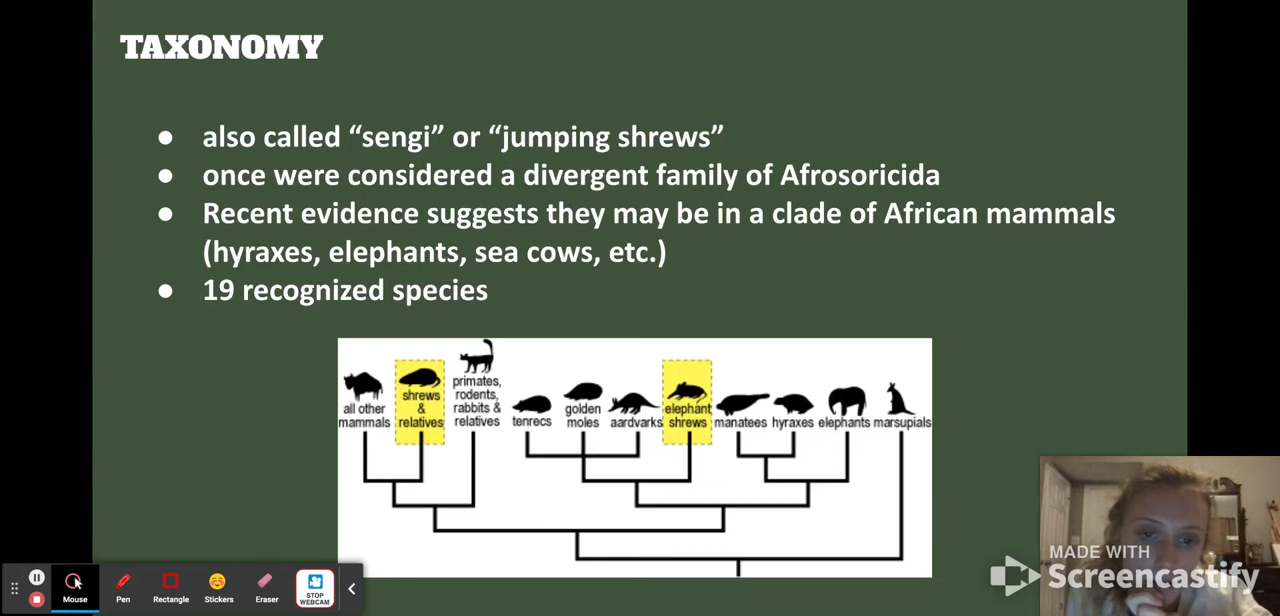 TAXONOMY
● also called “sengi” or “jumping shrews”
● once were considered a divergent family of Afrosoricida
● Recent evidence suggests they may be in a clade of African mammals
(hyraxes, elephants, sea cows, etc.)
● 19 recognized species
all other
mammals
shrews
&
relatives
primates,
rodents,
rabbits &
relatives
tenrecs
golden
moles
aardvarks
elephant
shrews
manatees
hyraxes
elephants
marsupials
Mouse
Pen
Rectangle
Stickers
Eraser
STOP
WEBCAM
MADE WITH
Screencastify